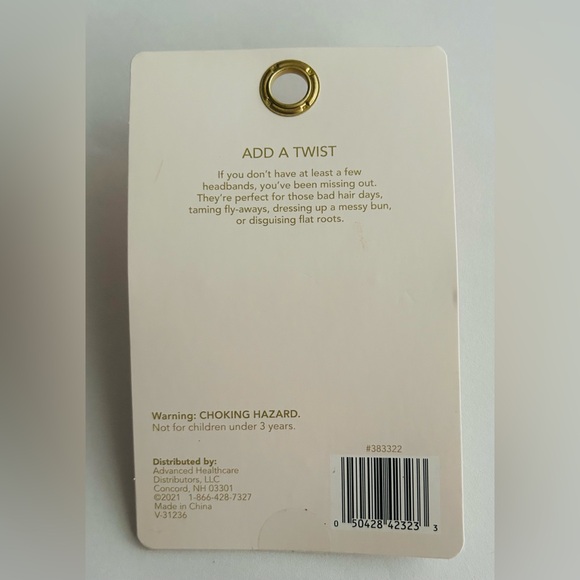 ADD A TWIST
If you don't have at least a few
headbands, you've been missing out.
They're perfect for those bad hair days,
taming fly-aways, dressing up a messy bun,
or disguising flat roots.
Warning: CHOKING HAZARD.
Not for children under 3 years.
Distributed by:
Advanced Healthcare
Distributors, LLC
Concord, NH 03301
©2021 1-866-428-7327
Made in China
V-31236
#383322
0 50428 42323 3